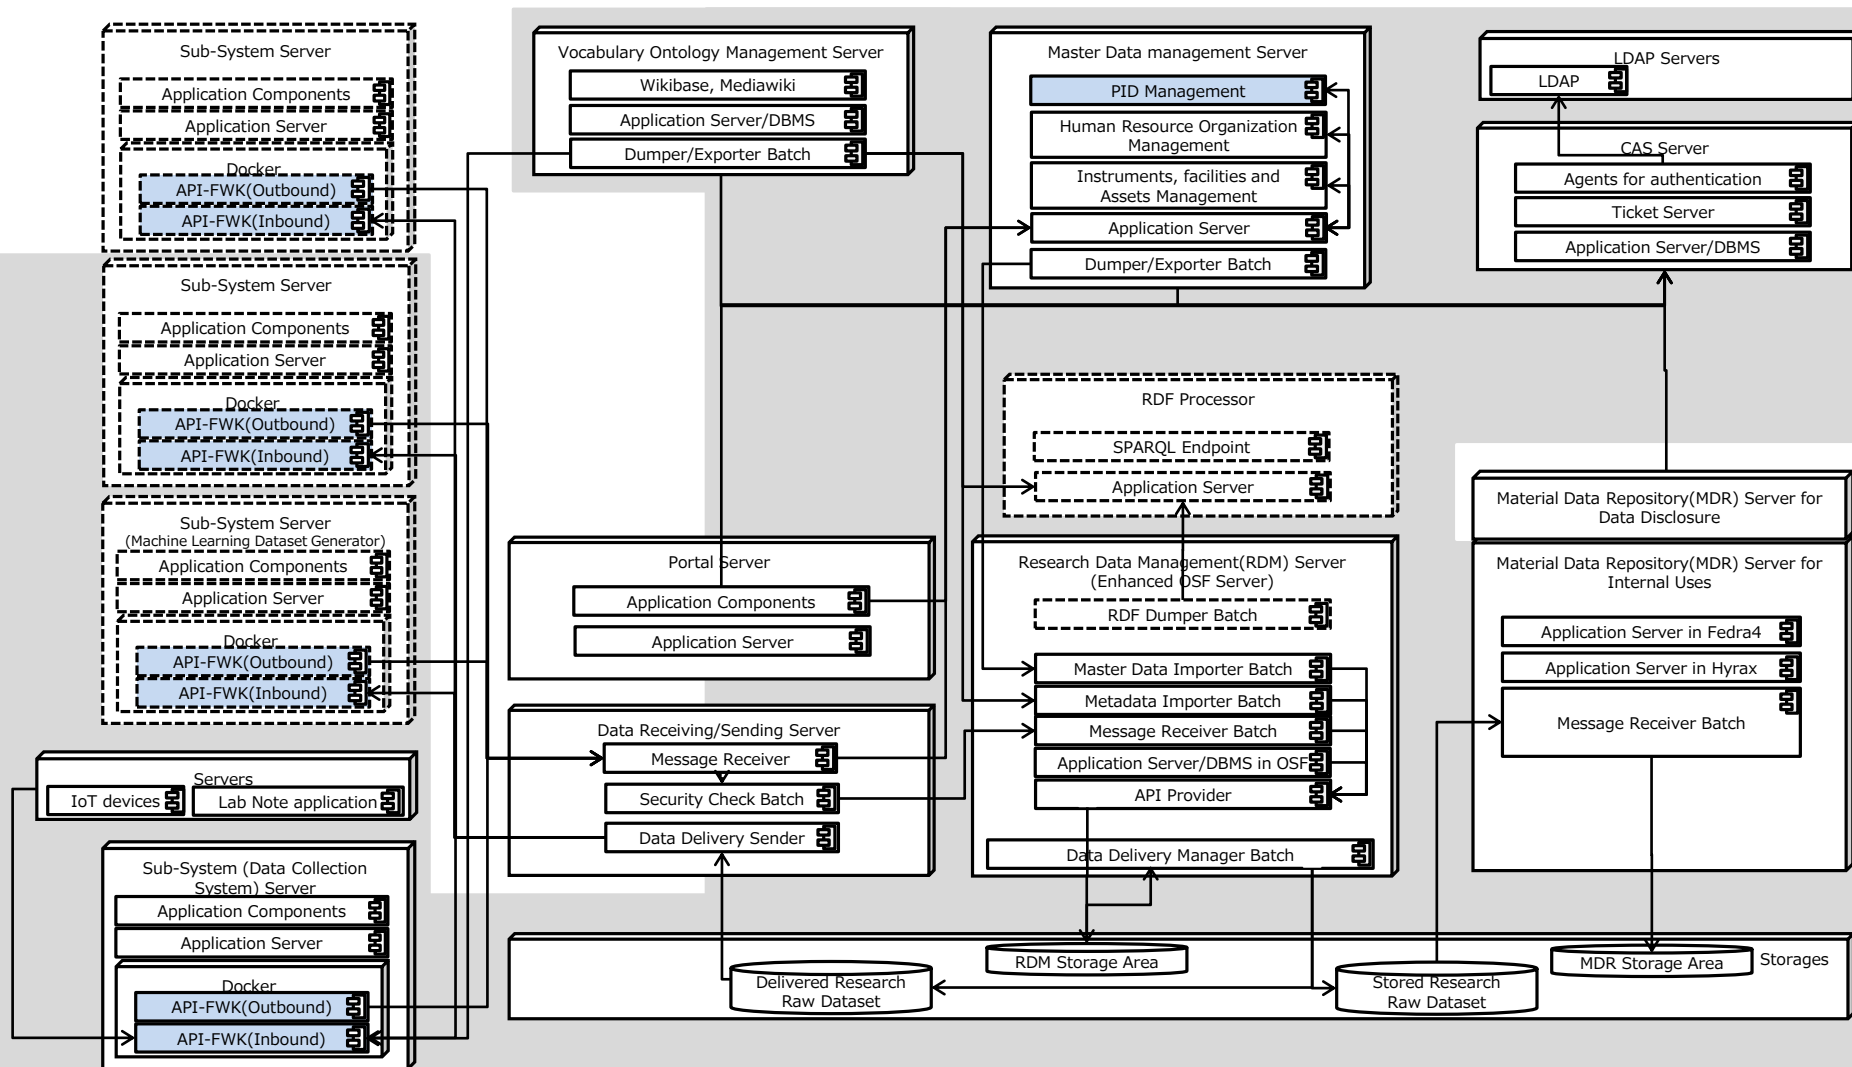 Sub-System Server
Application Components
Application Server
Docker
API-FWK(Outbound)
API-FWK(Inbound)
Sub-System Server
Application Components
Application Server
Docker
API-FWK(Outbound)
API-FWK(Inbound)
Sub-System Server
(Machine Learning Dataset Generator)
Application Components
Application Server
Docker
API-FWK(Outbound)
API-FWK(Inbound)
Servers
IoT devices
Lab Note application
Sub-System (Data Collection
System) Server
Application Components
Application Server
Docker
API-FWK(Outbound)
API-FWK(Inbound)
Vocabulary Ontology Management Server
Wikibase, Mediawiki
Application Server/DBMS
Dumper/Exporter Batch
Portal Server
Application Components
Application Server
Data Receiving/Sending Server
Message Receiver
Security Check Batch
Data Delivery Sender
Master Data management Server
PID Management
Human Resource Organization
Management
Instruments, facilities and
Assets Management
Application Server
Dumper/Exporter Batch
RDF Processor
SPARQL Endpoint
Application Server
Research Data Management(RDM) Server
(Enhanced OSF Server)
RDF Dumper Batch
Master Data Importer Batch
Metadata Importer Batch
Message Receiver Batch
Application Server/DBMS in OSF
API Provider
Data Delivery Manager Batch
LDAP Servers
LDAP
CAS Server
Agents for authentication
Ticket Server
Application Server/DBMS
Material Data Repository(MDR) Server for
Data Disclosure
Material Data Repository(MDR) Server for
Internal Uses
Application Server in Fedra4
Application Server in Hyrax
Message Receiver Batch
Storages
RDM Storage Area
MDR Storage Area
Delivered Research
Raw Dataset
Stored Research
Raw Dataset